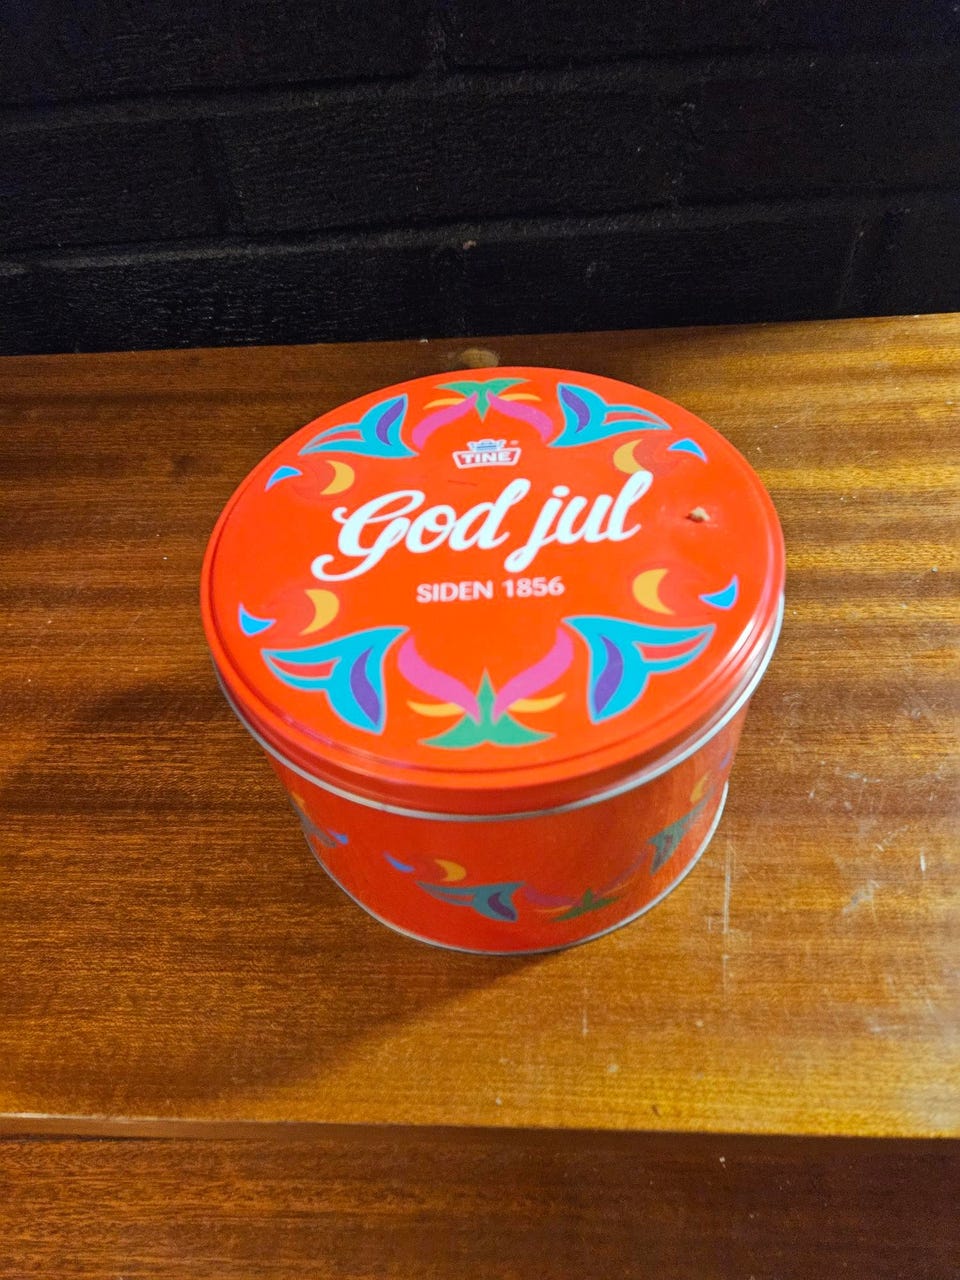 TINE
God jul
SIDEN 1856